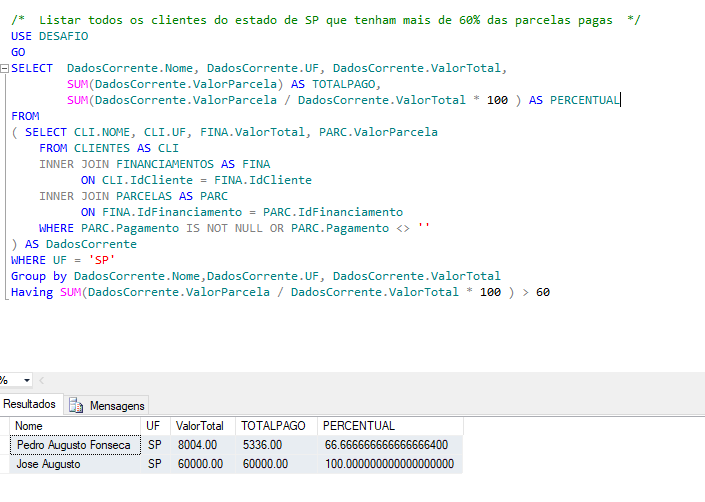 /*  Listar todos os clientes do estado de SP que tenham mais de 60% das parcelas pagas  */
USE DESAFIO
GO
SELECT  DadosCorrente.Nome, DadosCorrente.UF, DadosCorrente.ValorTotal,
SUM(DadosCorrente.ValorParcela) AS TOTALPAGO,
SUM(DadosCorrente.ValorParcela / DadosCorrente.ValorTotal * 100 ) AS PERCENTUAL
FROM
( SELECT CLI.NOME, CLI.UF, FINA.ValorTotal, PARC.ValorParcela
FROM CLIENTES AS CLI
INNER JOIN FINANCIAMENTOS AS FINA
ON CLI.IdCliente = FINA.IdCliente
INNER JOIN PARCELAS AS PARC
ON FINA.IdFinanciamento = PARC.IdFinanciamento
WHERE PARC.Pagamento IS NOT NULL OR PARC.Pagamento <> ''
) AS DadosCorrente
WHERE UF = 'SP'
Group by DadosCorrente.Nome,DadosCorrente.UF, DadosCorrente.ValorTotal
Having SUM(DadosCorrente.ValorParcela / DadosCorrente.ValorTotal * 100 ) > 60
%
Resultados Mensagens
Nome UF ValorTotal TOTALPAGO PERCENTUAL
Pedro Augusto Fonseca SP 8004.00 5336.00 66.666666666666666400
Jose Augusto SP 60000.00 60000.00 100.000000000000000000